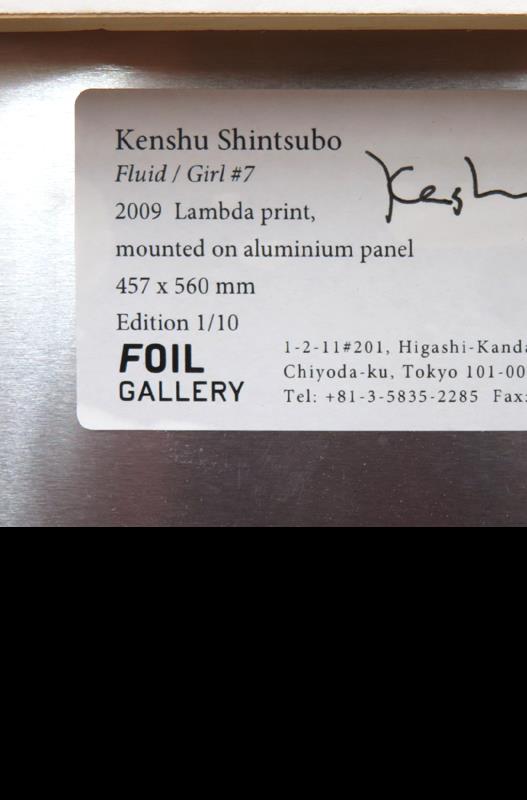 Kenshu Shintsubo
Fluid / Girl #7
2009 Lambda print,
mounted on aluminium panel
457 x 560 mm
Edition 1/10
FOIL
GALLERY
1-2-11#201, Higashi-Kanda
Chiyoda-ku, Tokyo 101-00
Tel: +81-3-5835-2285 Fax: